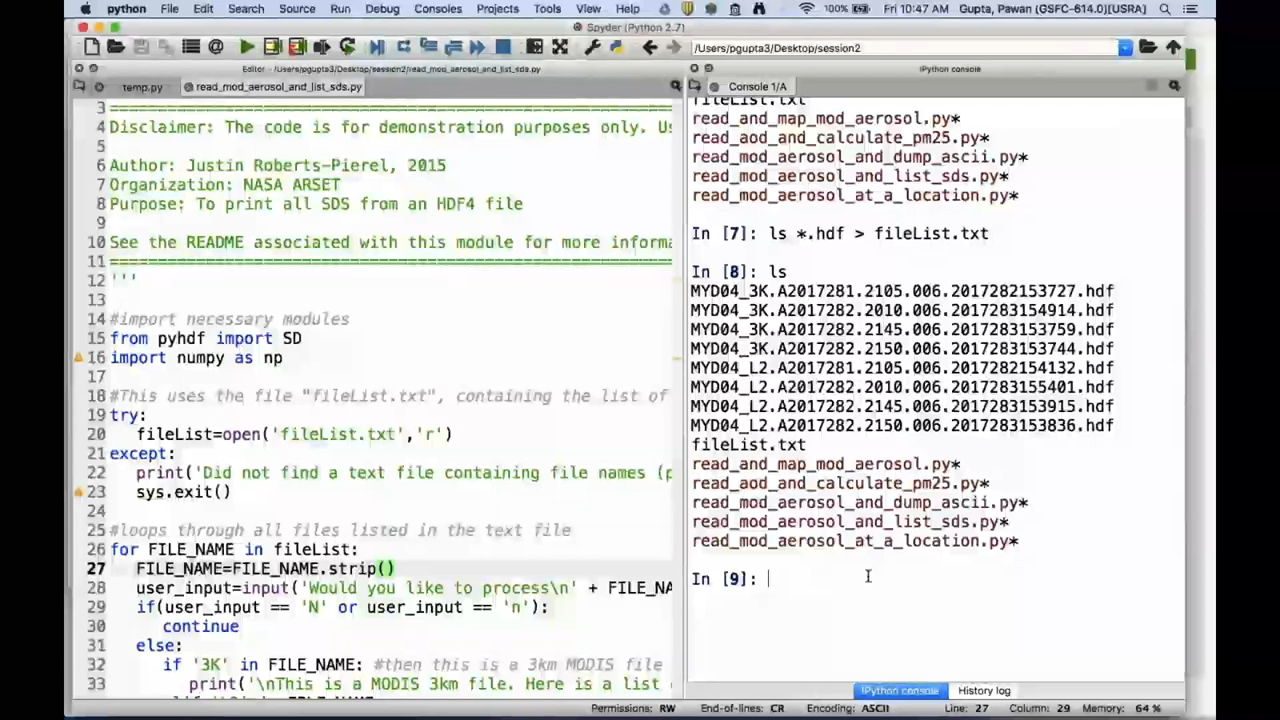 python File Edit Search Source Run Debug Consoles Projects Tools View Help 100% Fri 10:47 AM Gupta, Pawan (GSFC-614.0)[USRA]
Spyder (Python 2.7)
/Users/pgupta3/Desktop/session2
Editor - /Users/pgupta3/Desktop/session2/read_mod_aerosol_and_list_sds.py
temp.py read_mod_aerosol_and_list_sds.py
3 ================================================================
4 Disclaimer: The code is for demonstration purposes only. Us
5
6 Author: Justin Roberts-Pierel, 2015
7 Organization: NASA ARSET
8 Purpose: To print all SDS from an HDF4 file
9
10 See the README associated with this module for more informa
11 ================================================================
12 '''
13
14 #import necessary modules
15 from pyhdf import SD
16 import numpy as np
17
18 #This uses the file "fileList.txt", containing the list of
19 try:
20 fileList=open('fileList.txt','r')
21 except:
22 print('Did not find a text file containing file names (p
23 sys.exit()
24
25 #loops through all files listed in the text file
26 for FILE_NAME in fileList:
27 FILE_NAME=FILE_NAME.strip()
28 user_input=input('Would you like to process\n' + FILE_NA
29 if(user_input == 'N' or user_input == 'n'):
30 continue
31 else:
32 if '3K' in FILE_NAME: #then this is a 3km MODIS file
33 print('\nThis is a MODIS 3km file. Here is a list
IPython console
Console 1/A
fileList.txt
read_and_map_mod_aerosol.py*
read_aod_and_calculate_pm25.py*
read_mod_aerosol_and_dump_ascii.py*
read_mod_aerosol_and_list_sds.py*
read_mod_aerosol_at_a_location.py*
In [7]: ls *.hdf > fileList.txt
In [8]: ls
MYD04_3K.A2017281.2105.006.2017282153727.hdf
MYD04_3K.A2017282.2010.006.2017283154914.hdf
MYD04_3K.A2017282.2145.006.2017283153759.hdf
MYD04_3K.A2017282.2150.006.2017283153744.hdf
MYD04_L2.A2017281.2105.006.2017282154132.hdf
MYD04_L2.A2017282.2010.006.2017283155401.hdf
MYD04_L2.A2017282.2145.006.2017283153915.hdf
MYD04_L2.A2017282.2150.006.2017283153836.hdf
fileList.txt
read_and_map_mod_aerosol.py*
read_aod_and_calculate_pm25.py*
read_mod_aerosol_and_dump_ascii.py*
read_mod_aerosol_and_list_sds.py*
read_mod_aerosol_at_a_location.py*
In [9]:
IPython console History log
Permissions: RW End-of-lines: CR Encoding: ASCII Line: 27 Column: 29 Memory: 64 %